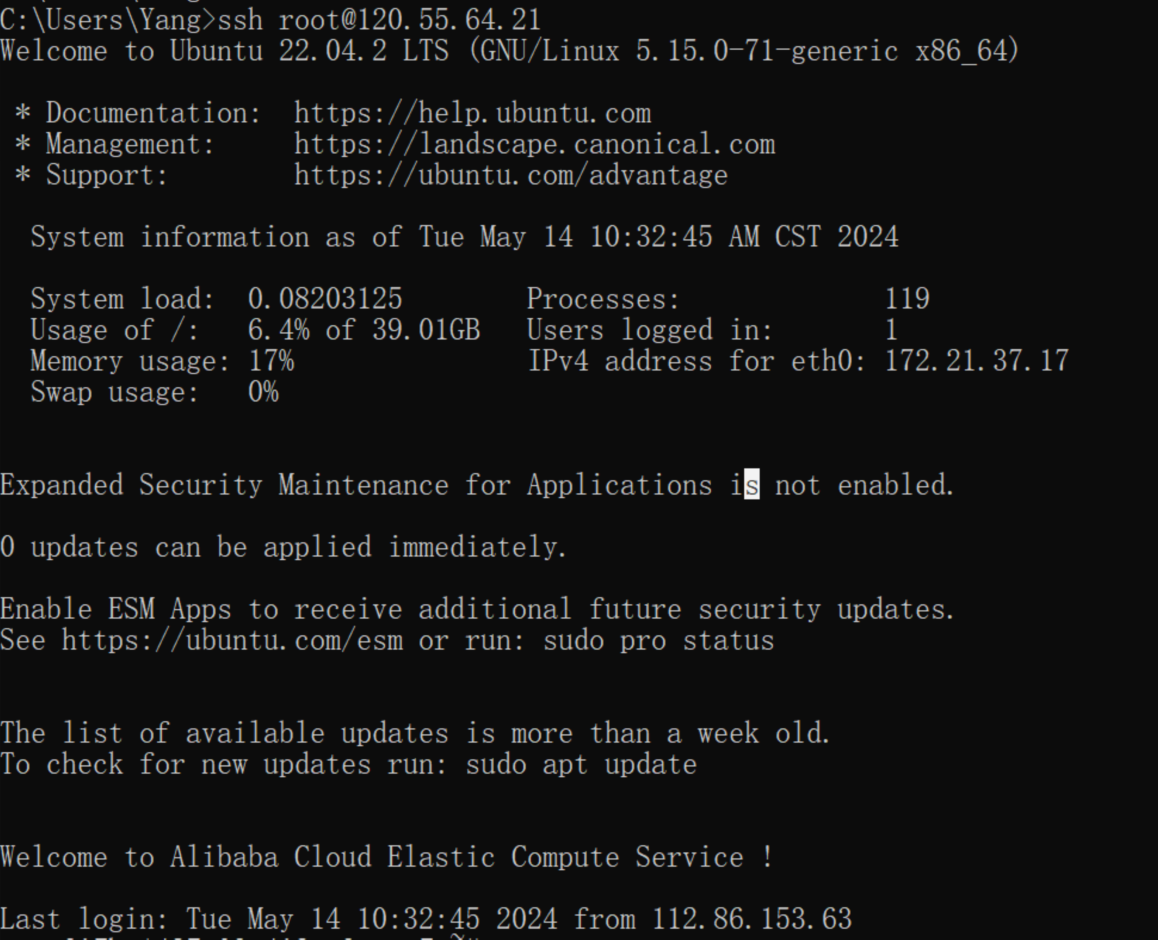 C:\Users\Yang>ssh root@120.55.64.21
Welcome to Ubuntu 22.04.2 LTS (GNU/Linux 5.15.0-71-generic x86_64)
* Documentation:  https://help.ubuntu.com
* Management:     https://landscape.canonical.com
* Support:        https://ubuntu.com/advantage
System information as of Tue May 14 10:32:45 AM CST 2024
System load:  0.08203125        Processes:             119
Usage of /:   6.4% of 39.01GB   Users logged in:       1
Memory usage: 17%               IPv4 address for eth0: 172.21.37.17
Swap usage:   0%
Expanded Security Maintenance for Applications is not enabled.
0 updates can be applied immediately.
Enable ESM Apps to receive additional future security updates.
See https://ubuntu.com/esm or run: sudo pro status
The list of available updates is more than a week old.
To check for new updates run: sudo apt update
Welcome to Alibaba Cloud Elastic Compute Service !
Last login: Tue May 14 10:32:45 2024 from 112.86.153.63